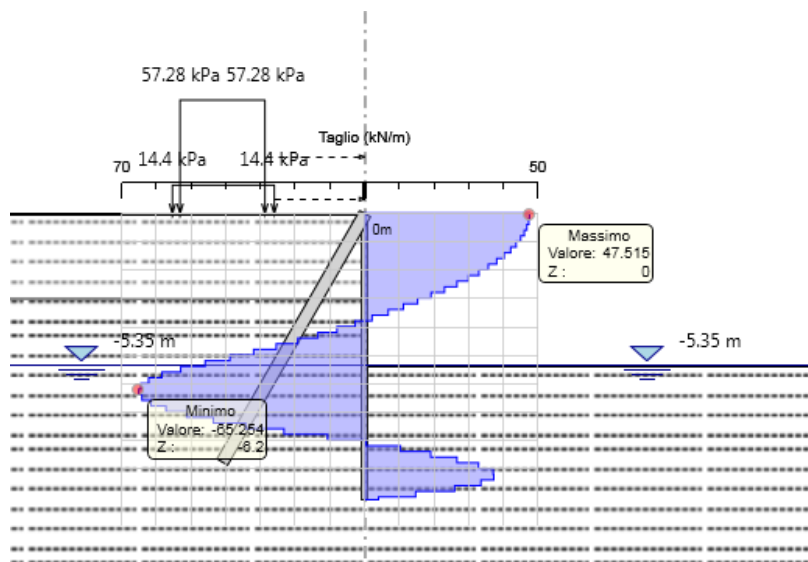 57.28 kPa 57.28 kPa
Taglio (kN/m)
14.4 kPa 14.4 kPa
70 50
0m
Massimo
Valore: 47.515
Z : 0
-5.35 m -5.35 m
Minimo
Valore: -65.254
Z : -6.2